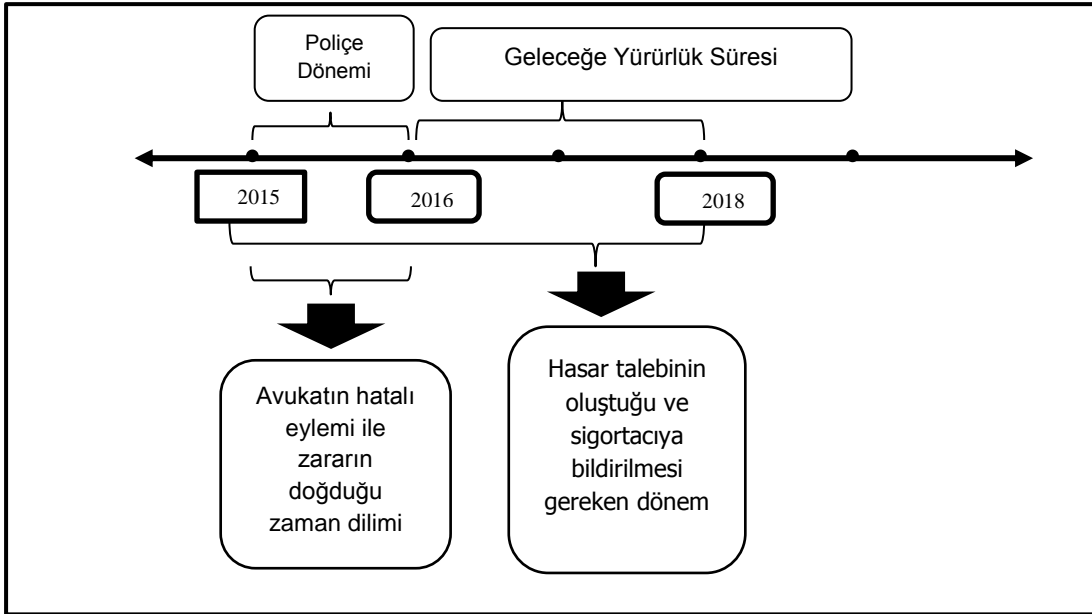 Poliçe
Dönemi
Geleceğe Yürürlük Süresi
2015
2016
2018
Avukatın hatalı
eylemi ile
zararın
doğduğu
zaman dilimi
Hasar talebinin
oluştuğu ve
sigortacıya
bildirilmesi
gereken dönem